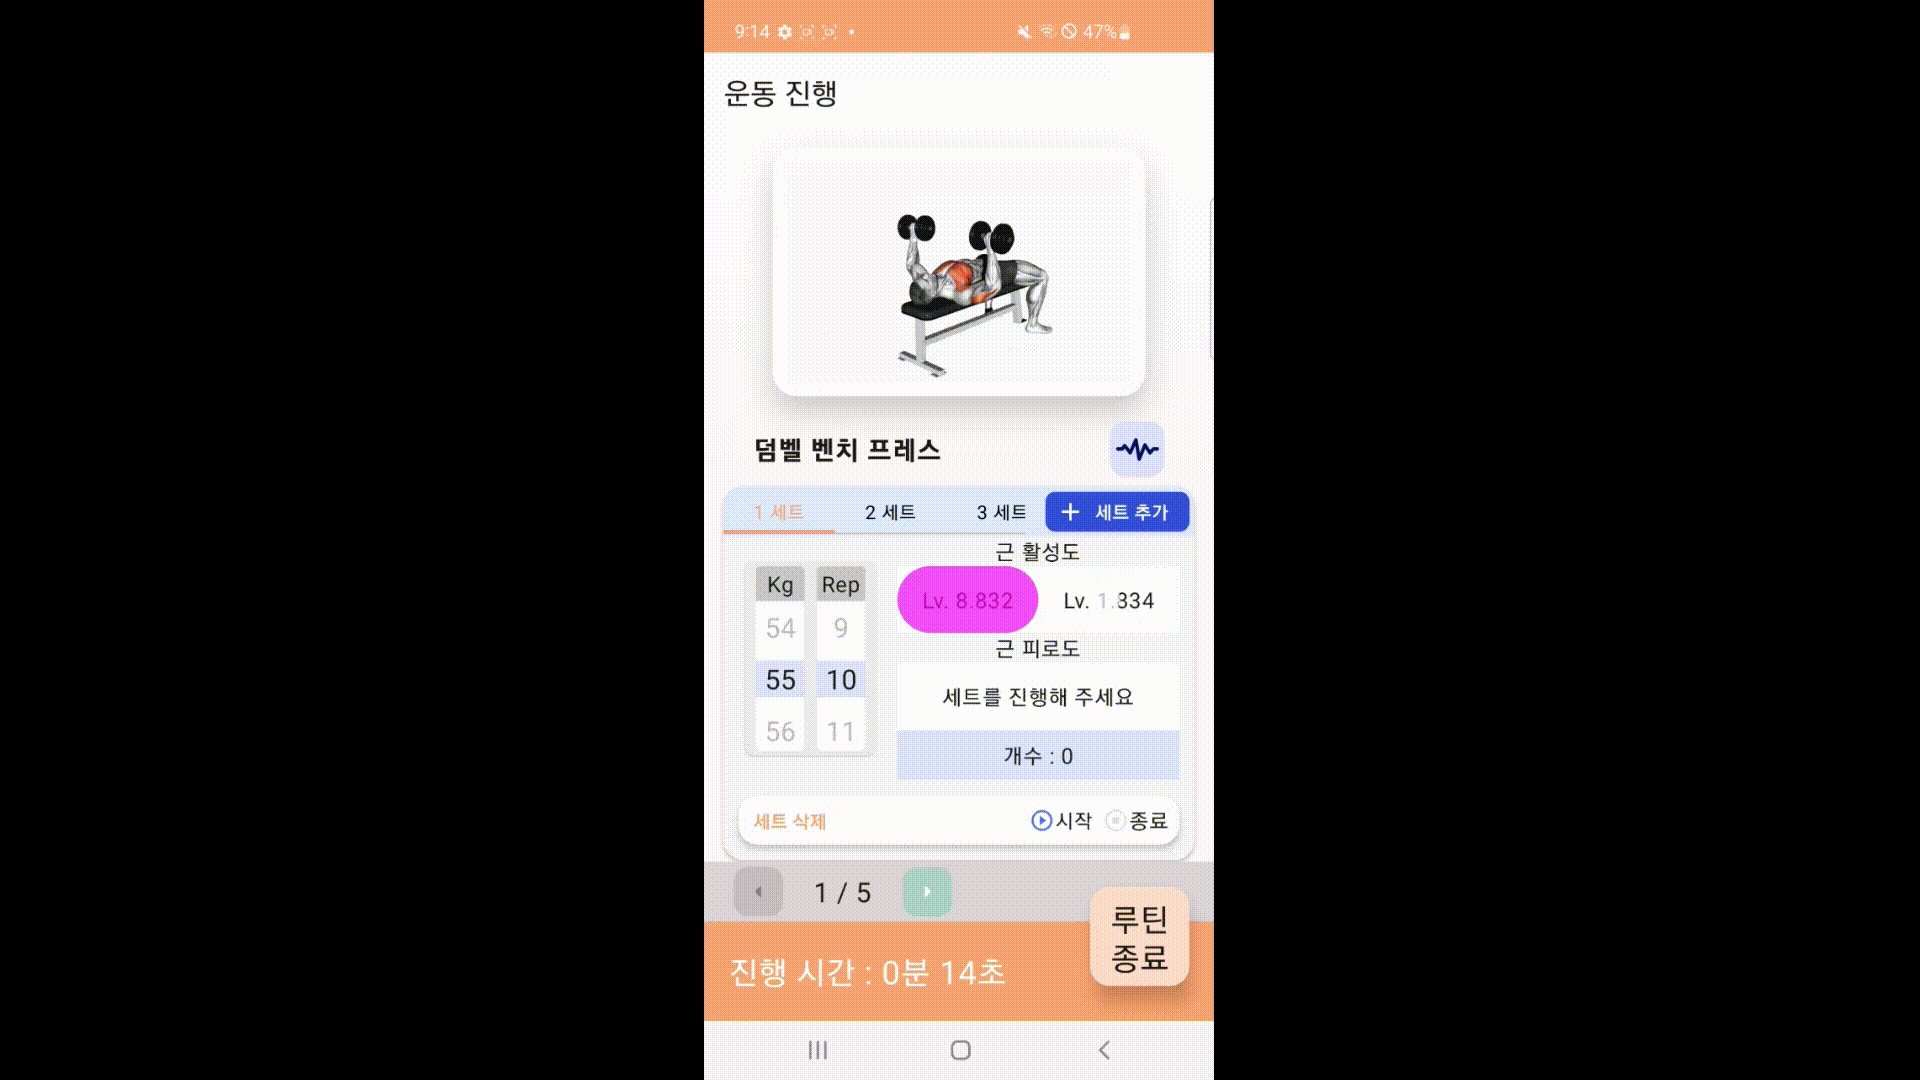 9:14 47%
운동 진행
덤벨 벤치 프레스
1 세트 2 세트 3 세트 + 세트 추가
근 활성도
Kg Rep
Lv. 8.832 Lv. 1.834
54 9
근 피로도
55 10
세트를 진행해 주세요
56 11
개수 : 0
세트 삭제 시작 종료
1 / 5
루틴
종료
진행 시간 : 0분 14초